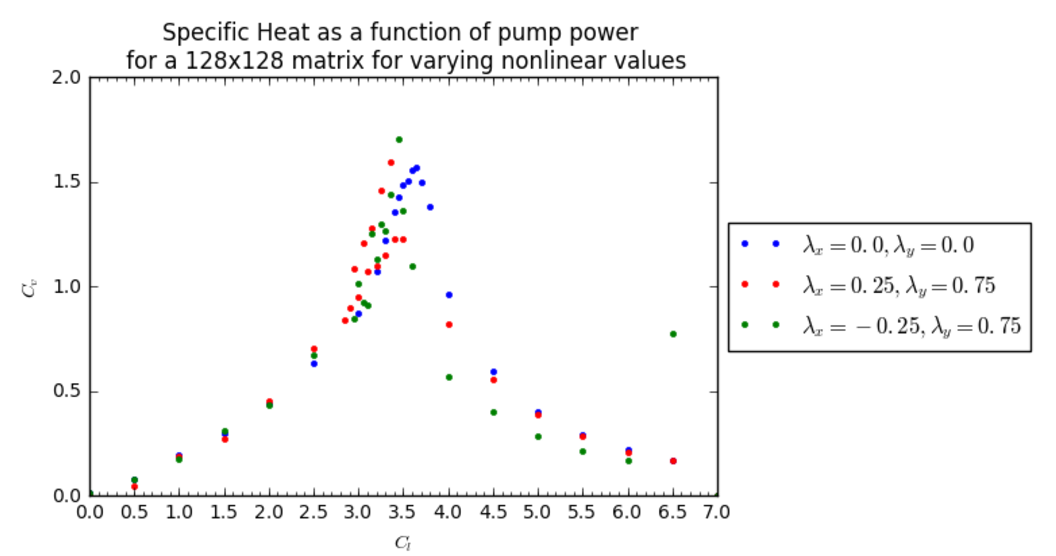 Specific Heat as a function of pump power
for a 128x128 matrix for varying nonlinear values
2.0
1.5
1.0
0.5
0.0
C_v
0.0 0.5 1.0 1.5 2.0 2.5 3.0 3.5 4.0 4.5 5.0 5.5 6.0 6.5 7.0
C_l
λ_x = 0.0, λ_y = 0.0
λ_x = 0.25, λ_y = 0.75
λ_x = −0.25, λ_y = 0.75